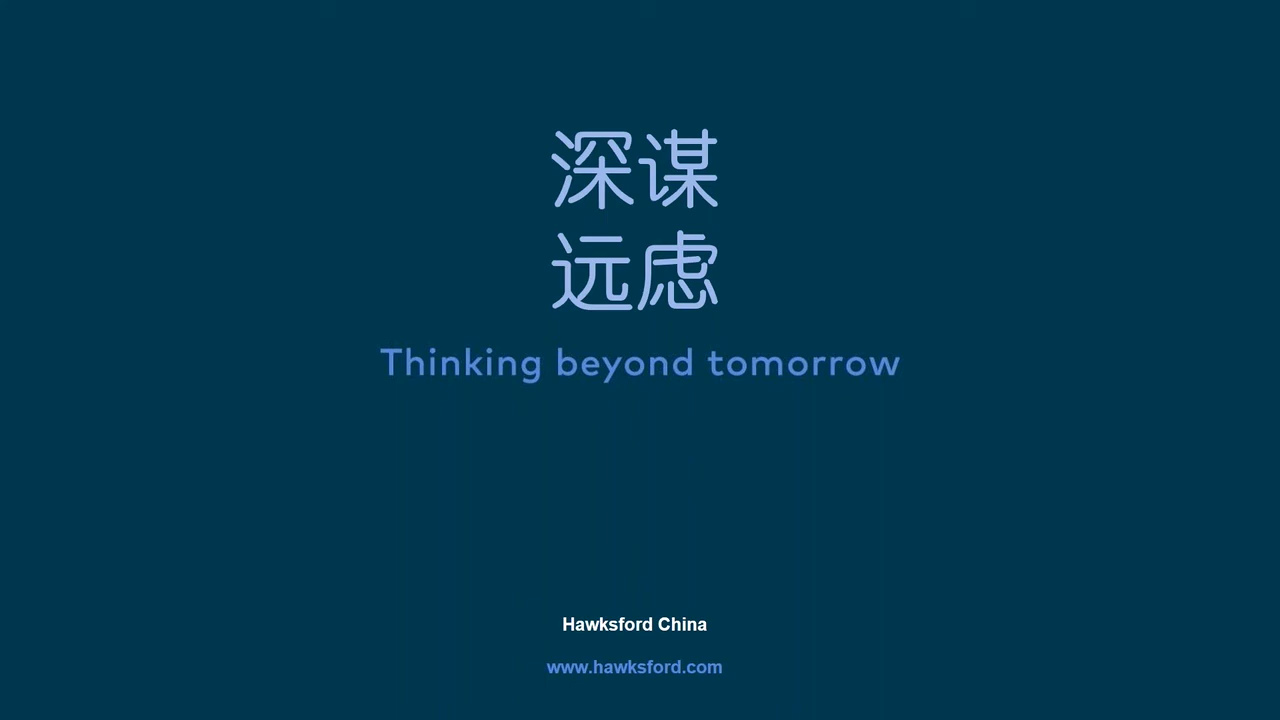 深谋
远虑
Thinking beyond tomorrow
Hawksford China
www.hawksford.com